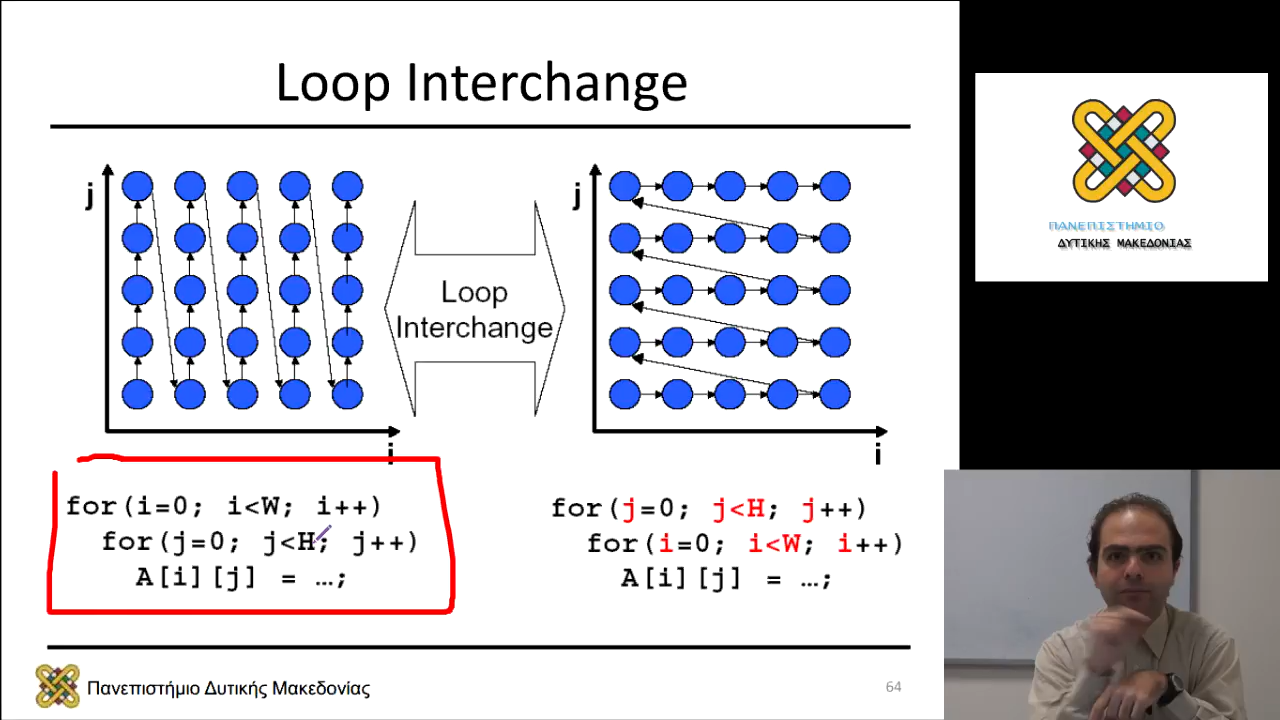 Loop Interchange
j
i
Loop
Interchange
j
i
for(i=0; i<W; i++)
for(j=0; j<H; j++)
A[i][j] = …;
for(j=0; j<H; j++)
for(i=0; i<W; i++)
A[i][j] = …;
Πανεπιστήμιο Δυτικής Μακεδονίας
64
ΠΑΝΕΠΙΣΤΗΜΙΟ
ΔΥΤΙΚΗΣ ΜΑΚΕΔΟΝΙΑΣ